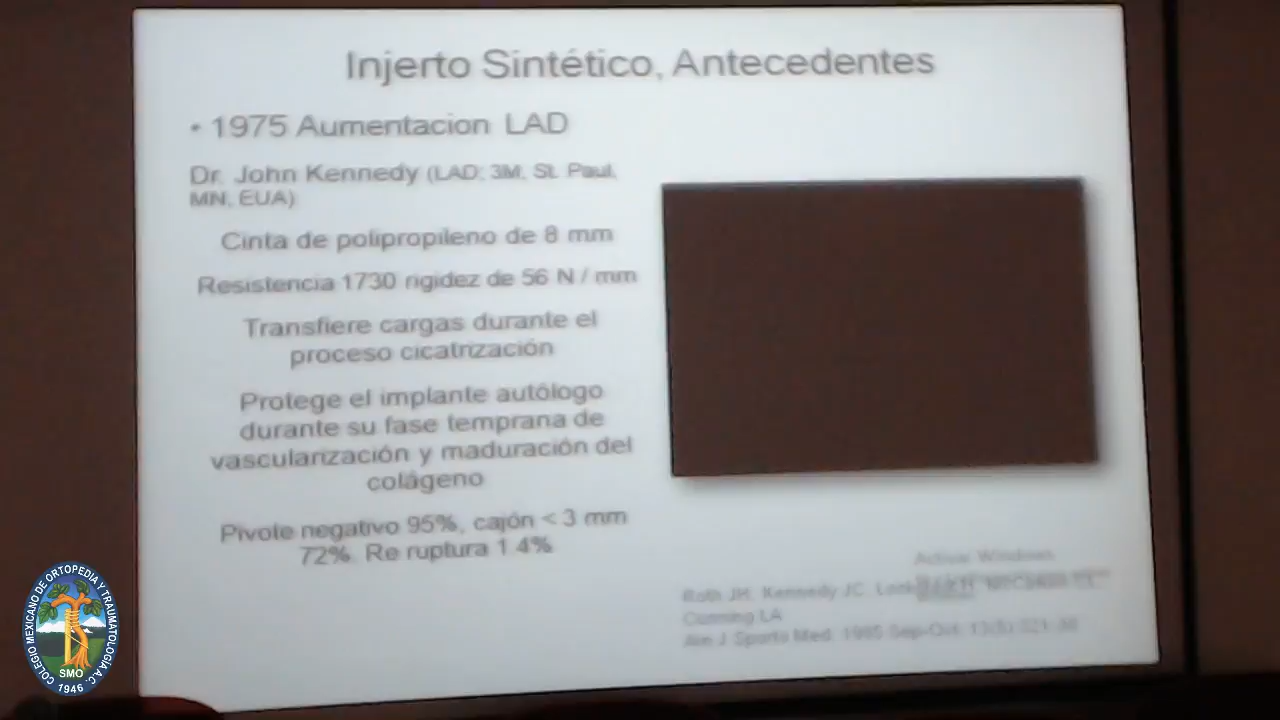 Injerto Sintético, Antecedentes
• 1975 Aumentacion LAD
Dr. John Kennedy (LAD; 3M, St. Paul,
MN, EUA)
Cinta de polipropileno de 8 mm
Resistencia 1730 rigidez de 56 N / mm
Transfiere cargas durante el
proceso cicatrización
Protege el implante autólogo
durante su fase temprana de
vascularización y maduración del
colágeno
Pivote negativo 95%, cajón < 3 mm
72%. Re ruptura 1.4%
Activar Windows
Roth JH, Kennedy JC,
Cunning LA
Am J Sports Med. 1985 Sep-Oct
COLEGIO MEXICANO DE ORTOPEDIA Y TRAUMATOLOGÍA A.C.
SMO
1946